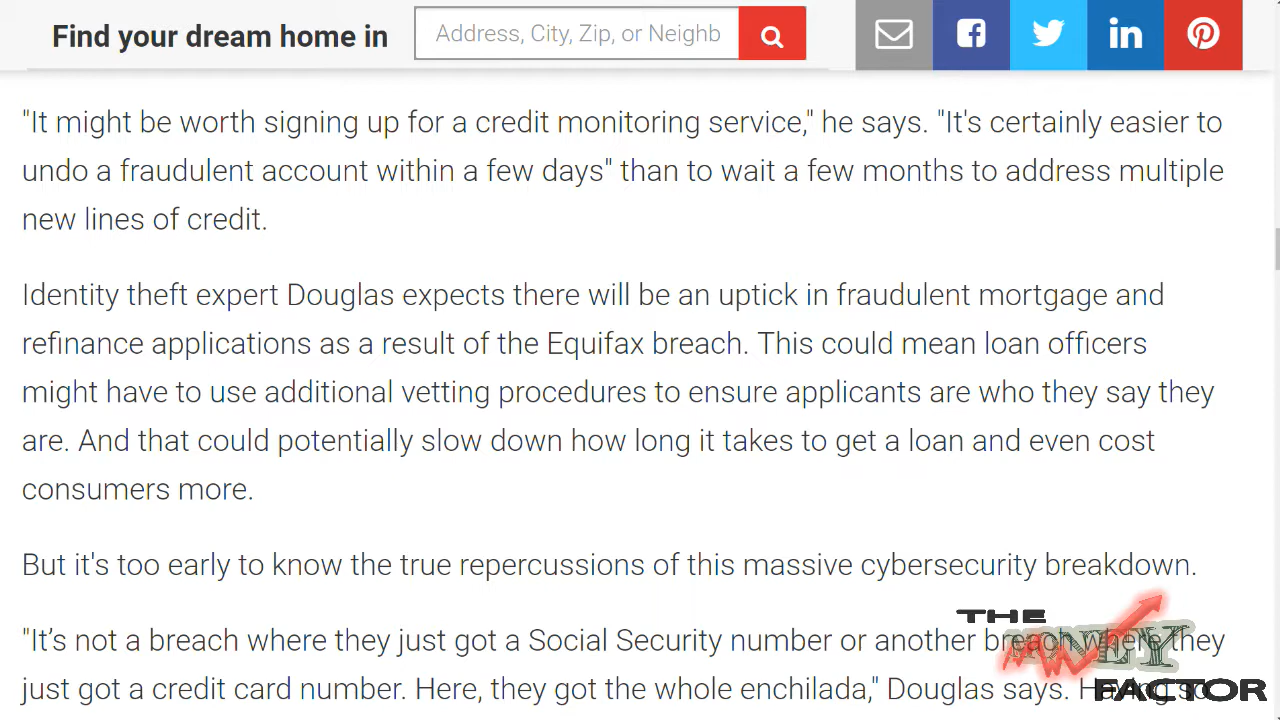 Find your dream home in
Address, City, Zip, or Neighb
"It might be worth signing up for a credit monitoring service," he says. "It's certainly easier to
undo a fraudulent account within a few days" than to wait a few months to address multiple
new lines of credit.
Identity theft expert Douglas expects there will be an uptick in fraudulent mortgage and
refinance applications as a result of the Equifax breach. This could mean loan officers
might have to use additional vetting procedures to ensure applicants are who they say they
are. And that could potentially slow down how long it takes to get a loan and even cost
consumers more.
But it's too early to know the true repercussions of this massive cybersecurity breakdown.
"It’s not a breach where they just got a Social Security number or another breach where they
just got a credit card number. Here, they got the whole enchilada," Douglas says. Having so
THE
MONEY
FACTOR